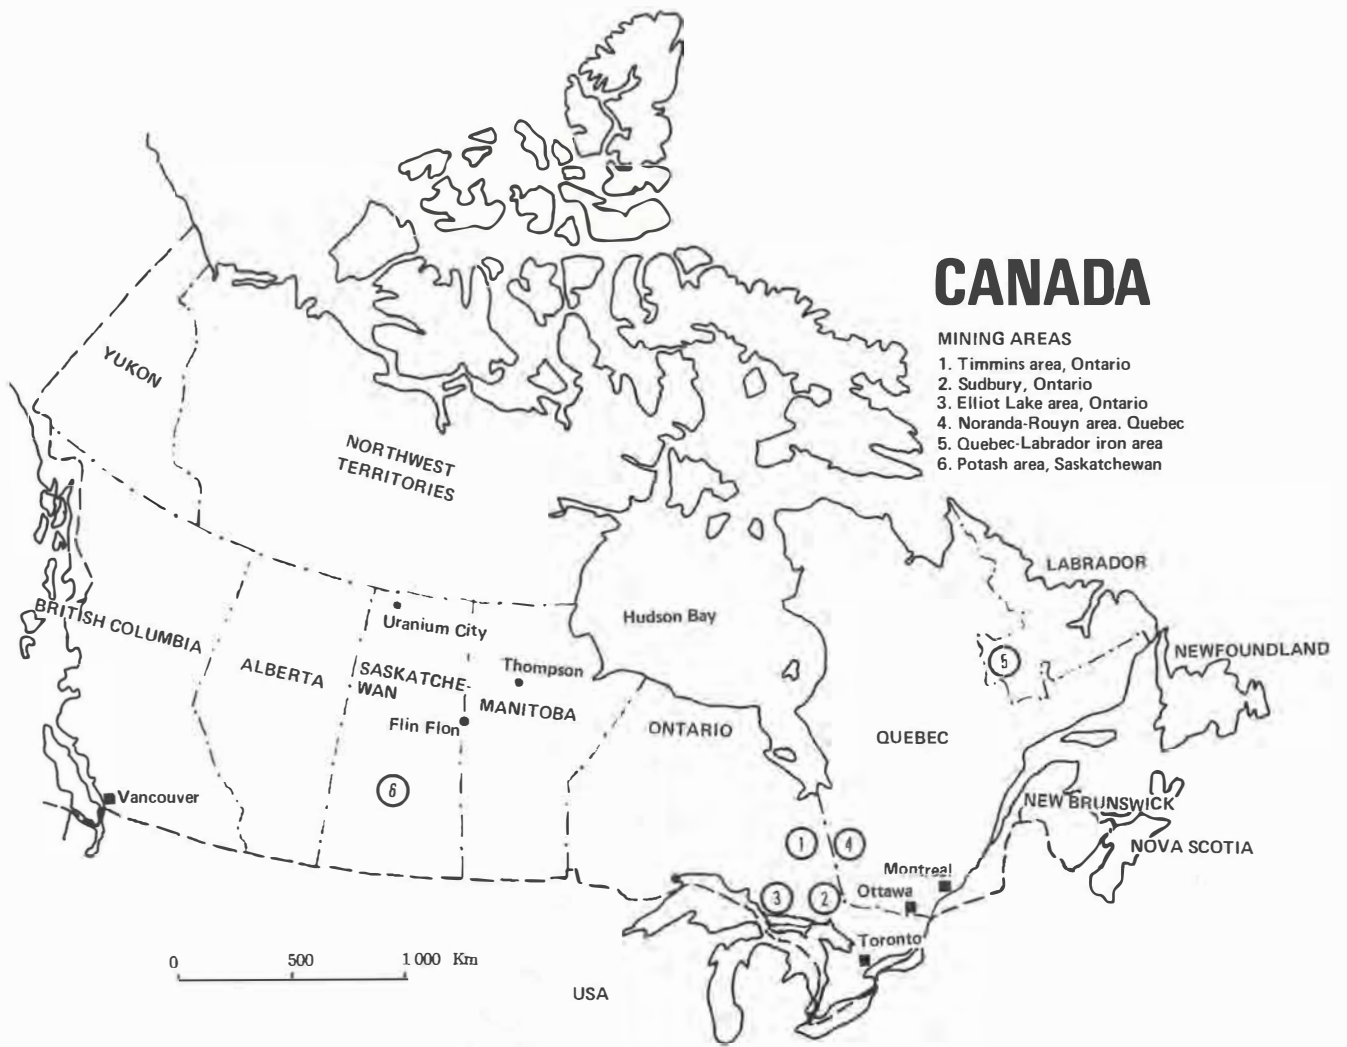 CANADA
MINING AREAS
1. Timmins area, Ontario
2. Sudbury, Ontario
3. Elliot Lake area, Ontario
4. Noranda-Rouyn area. Quebec
5. Quebec-Labrador iron area
6. Potash area, Saskatchewan
YUKON
NORTHWEST
TERRITORIES
LABRADOR
BRITISH COLUMBIA
Uranium City
Hudson Bay
NEWFOUNDLAND
ALBERTA
SASKATCHE-
WAN
Thompson
MANITOBA
5
Flin Flon
ONTARIO
QUEBEC
6
Vancouver
NEW BRUNSWICK
NOVA SCOTIA
1
4
Montreal
3
2
Ottawa
Toronto
0 500 1 000 Km
USA